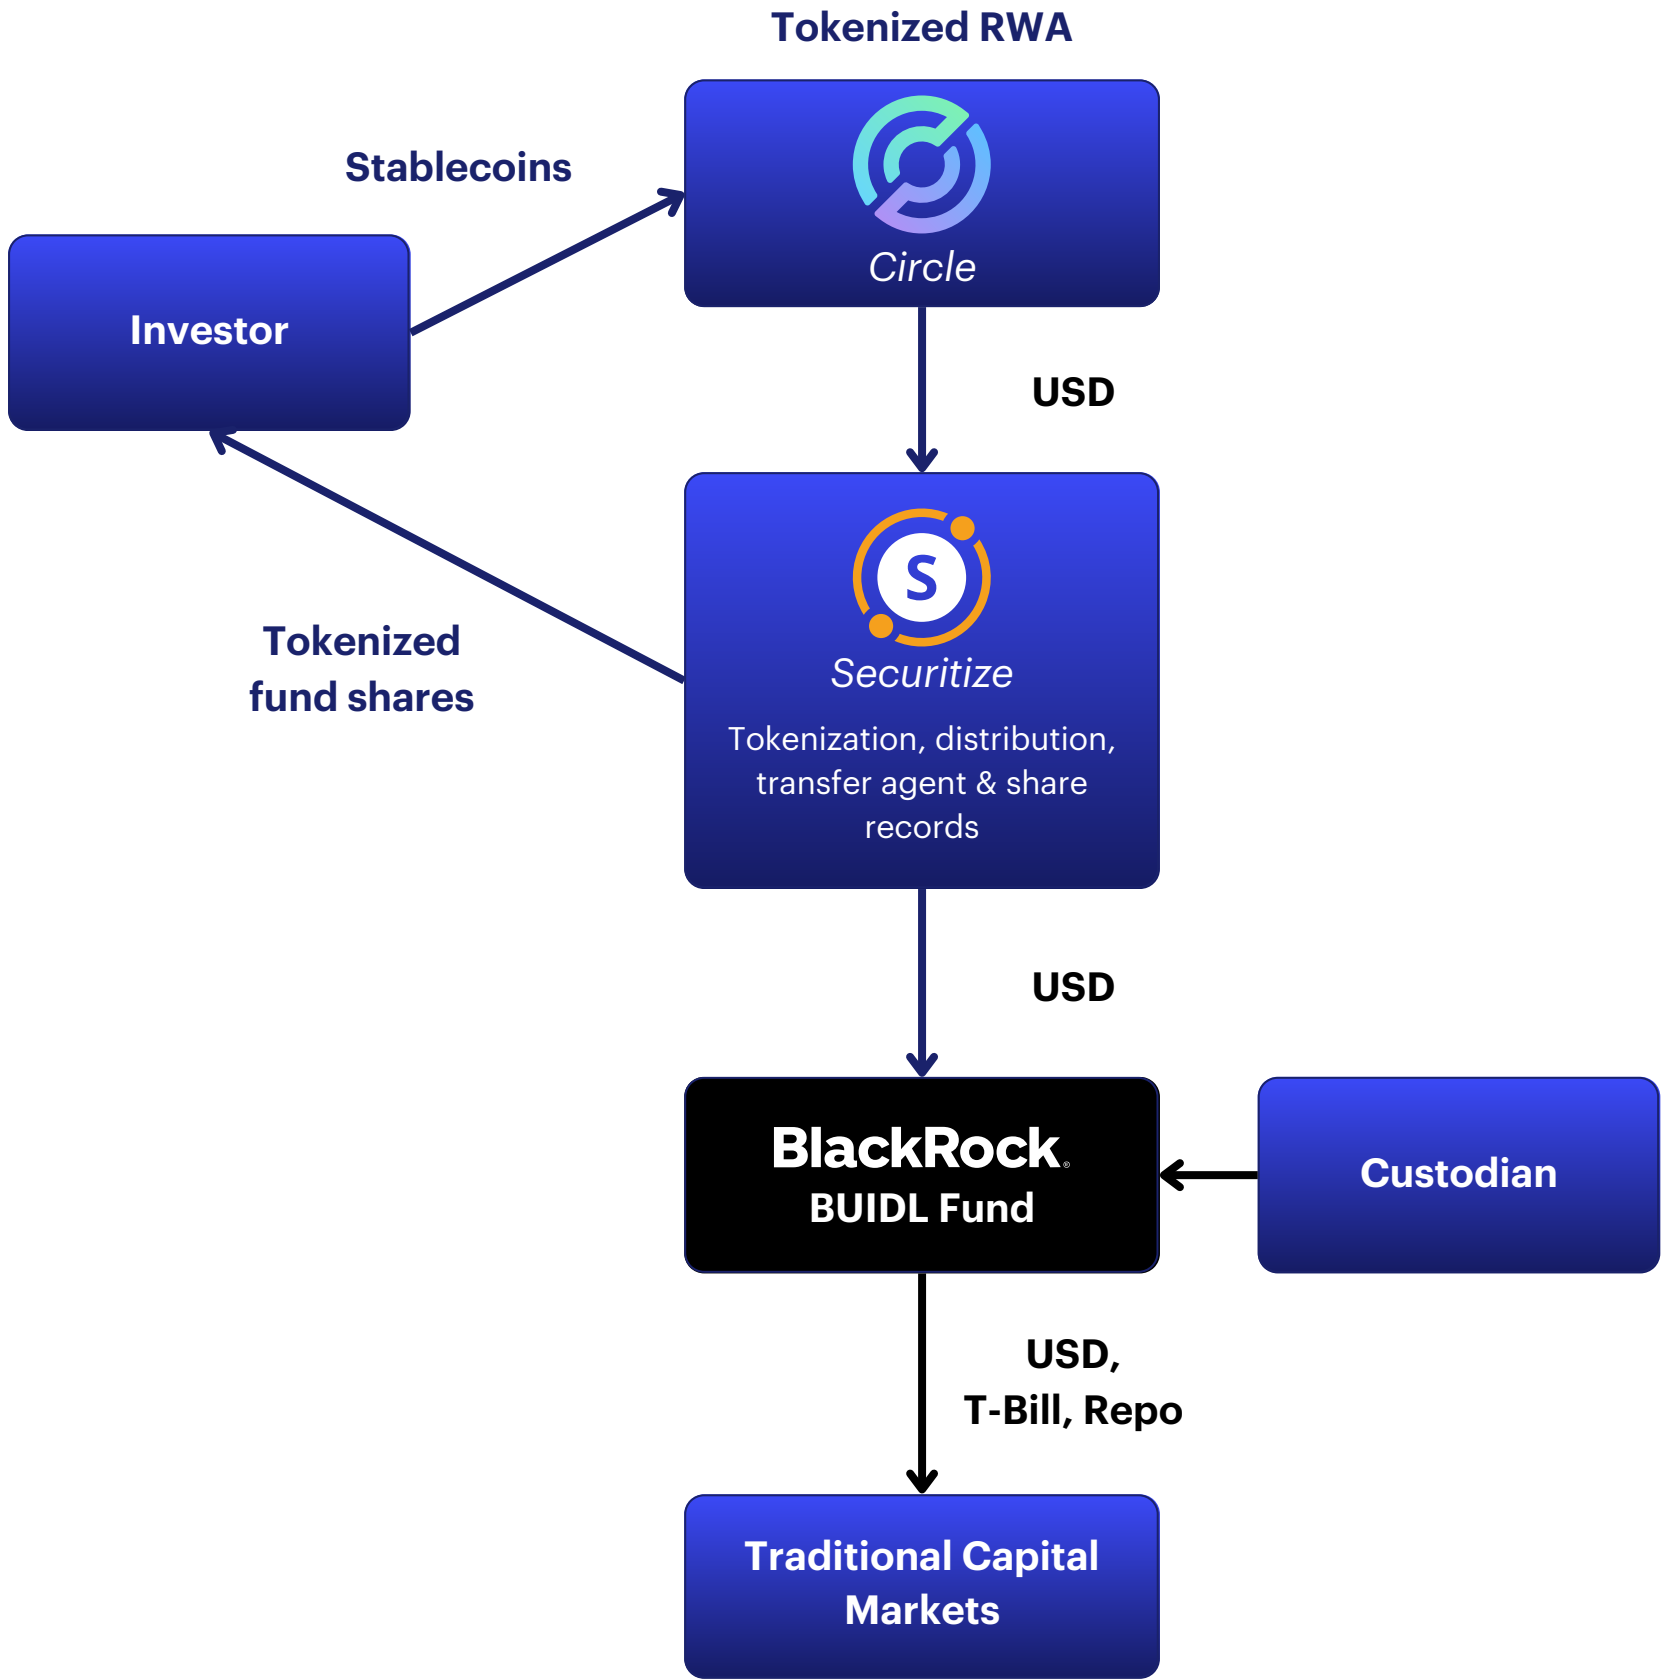 Tokenized RWA
Circle
Stablecoins
Investor
USD
S
Securitize
Tokenization, distribution,
transfer agent & share
records
Tokenized
fund shares
USD
BlackRock®
BUIDL Fund
Custodian
USD,
T-Bill, Repo
Traditional Capital
Markets